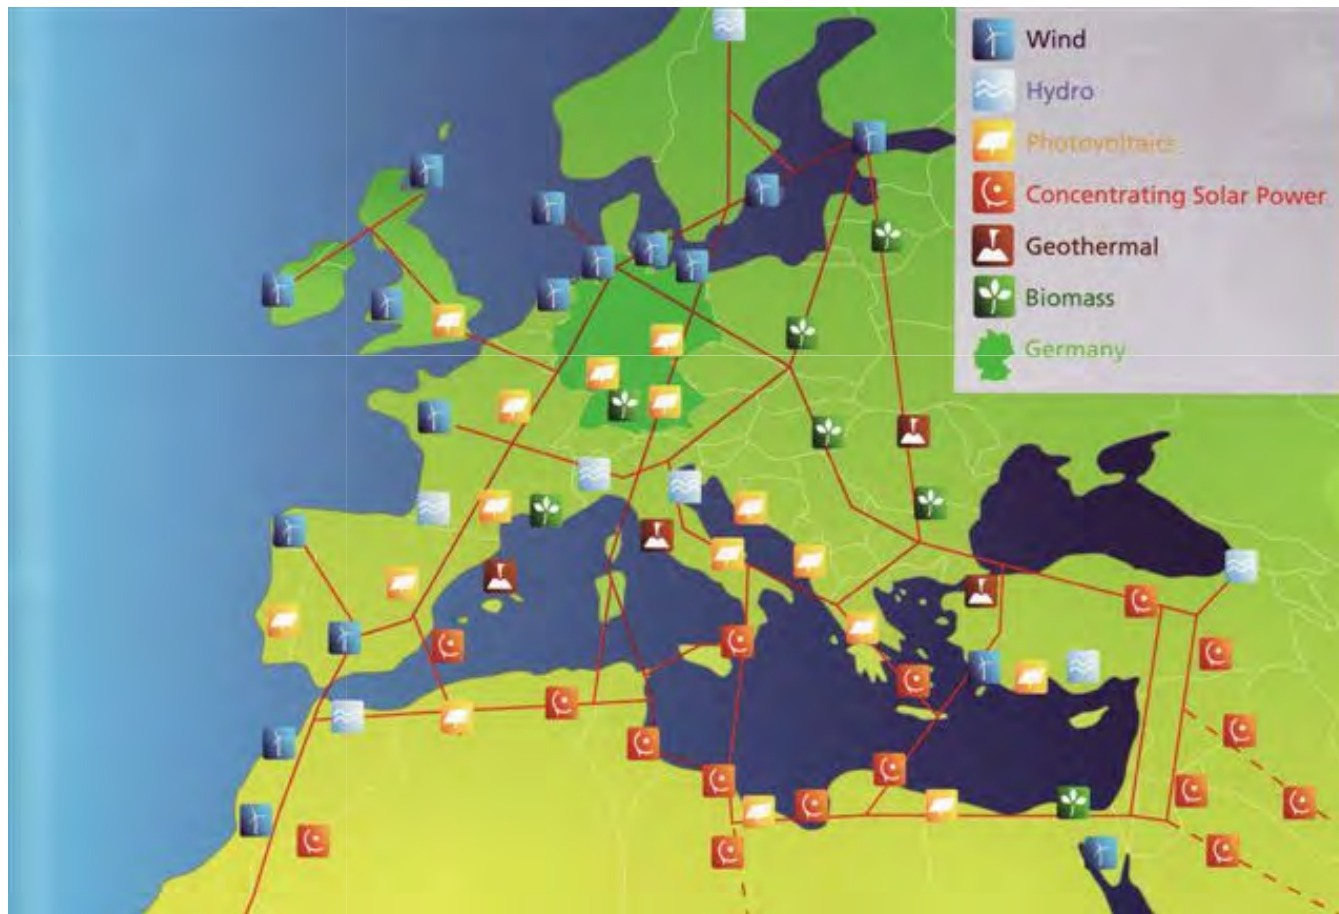 Wind
Hydro
Photovoltaics
Concentrating Solar Power
Geothermal
Biomass
Germany